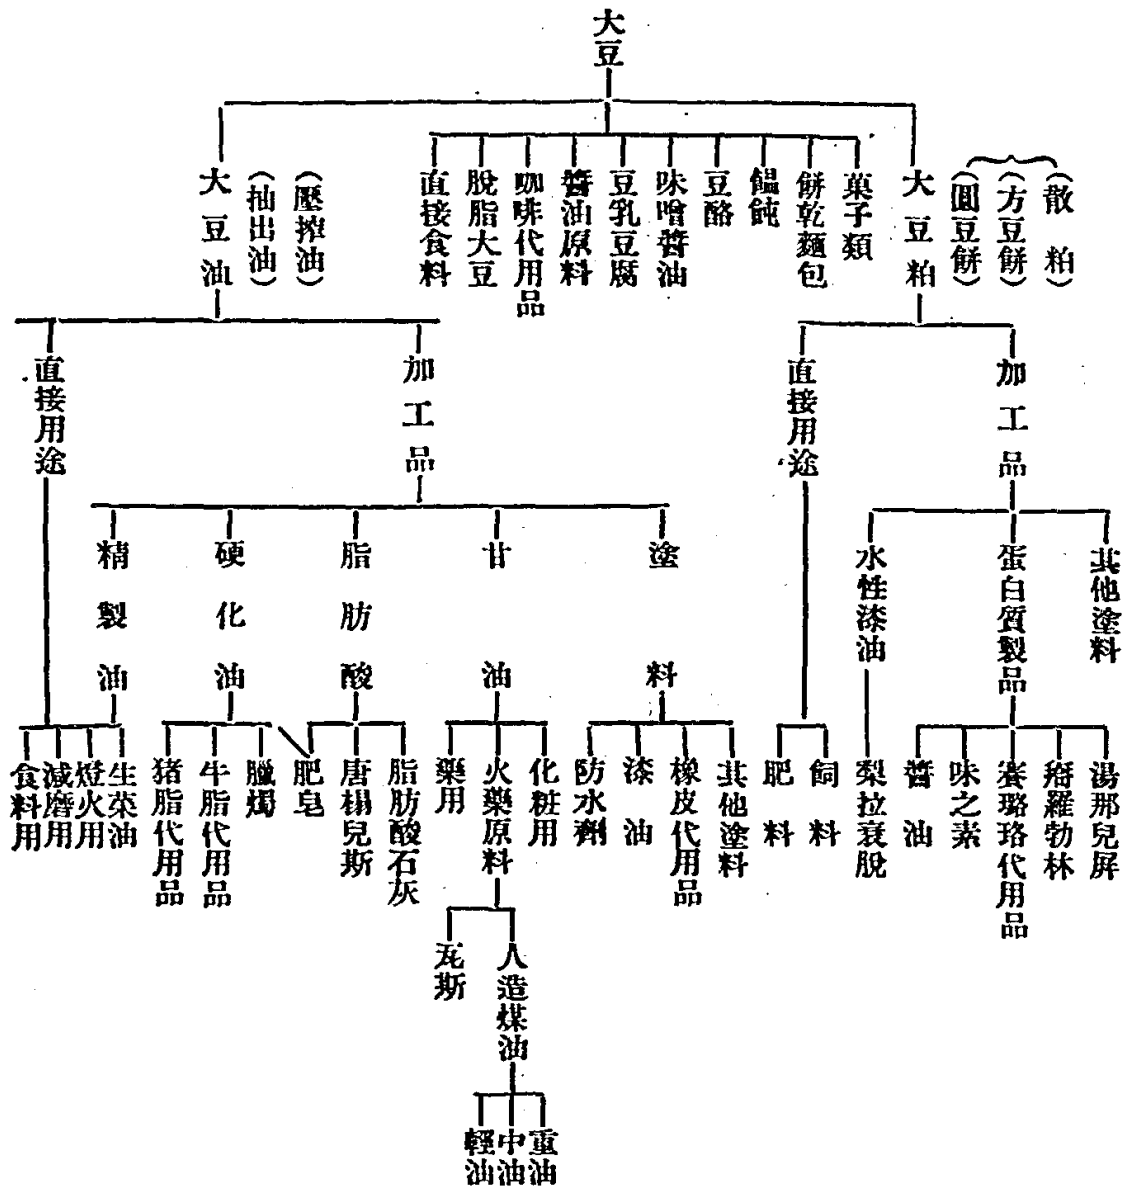 大豆
菓子類
餅乾麵包
餛飩
豆酪
味噌醬油
豆乳豆腐
醬油原料
咖啡代用品
脫脂大豆
直接食料
(散粕)
(方豆餅)
(圓豆餅)
大豆粕
加工品
其他塗料
蛋白質製品
湯那兒屏
勃林
賽璐珞代用品
味之素
醬油
水性漆油
梨拉衰脫
直接用途
飼料
肥料
(壓搾油)
(抽出油)
大豆油
加工品
塗料
其他塗料
橡皮代用品
漆油
防水劑
甘油
化粧用
火藥原料
人造煤油
重油
中油
輕油
瓦斯
藥用
脂肪酸
脂肪酸石灰
唐榻兒斯
肥皂
硬化油
臘燭
牛脂代用品
猪脂代用品
精製油
直接用途
生菜油
燈火用
減磨用
食料用